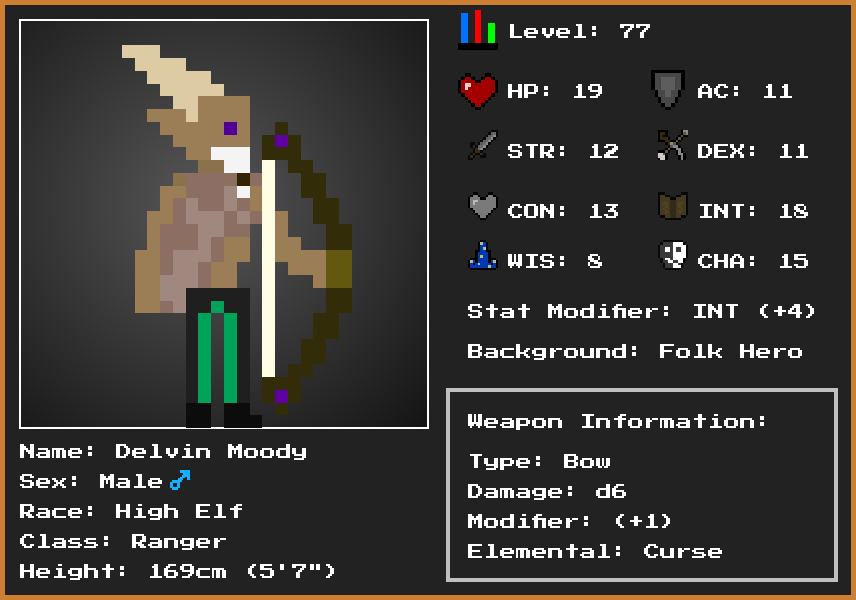 Level: 77
HP: 19
AC: 11
STR: 12
DEX: 11
CON: 13
INT: 18
WIS: 8
CHA: 15
Stat Modifier: INT (+4)
Background: Folk Hero
Name: Delvin Moody
Sex: Male ♂
Race: High Elf
Class: Ranger
Height: 169cm (5'7")
Weapon Information:
Type: Bow
Damage: d6
Modifier: (+1)
Elemental: Curse